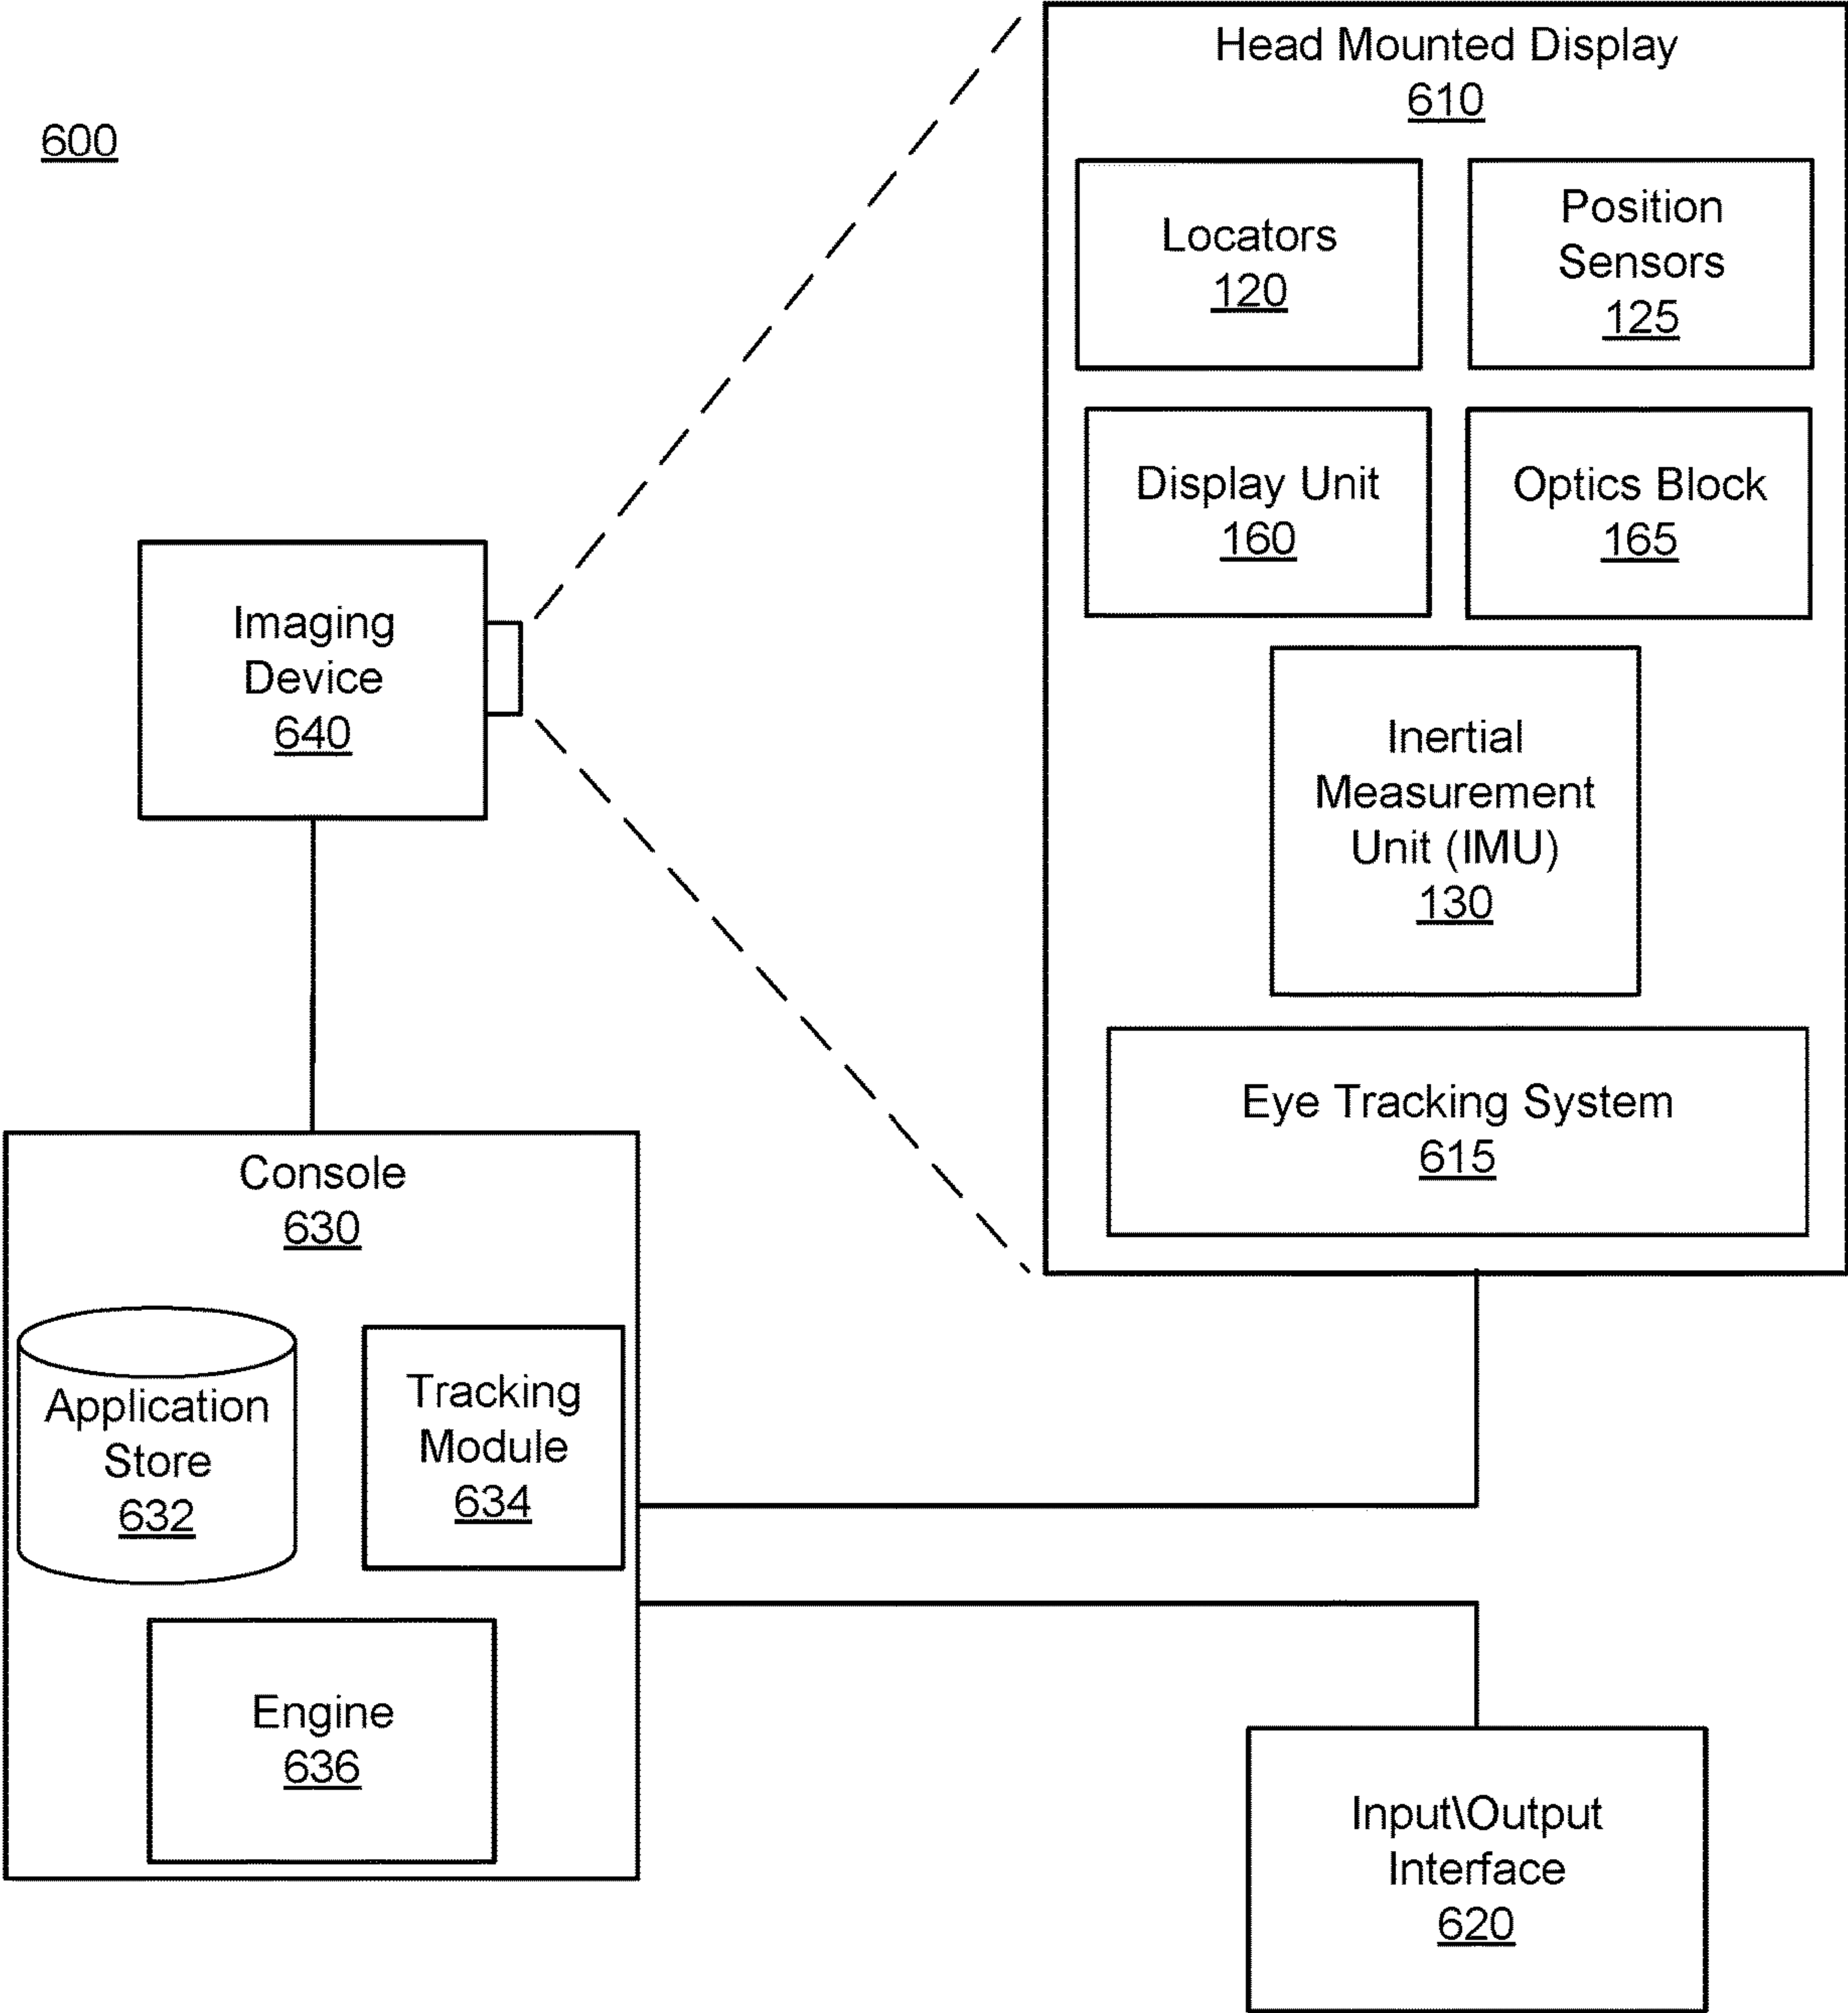 600
Head Mounted Display
610
Locators
120
Position
Sensors
125
Display Unit
160
Optics Block
165
Inertial
Measurement
Unit (IMU)
130
Eye Tracking System
615
Imaging
Device
640
Console
630
Application
Store
632
Tracking
Module
634
Engine
636
Input\Output
Interface
620